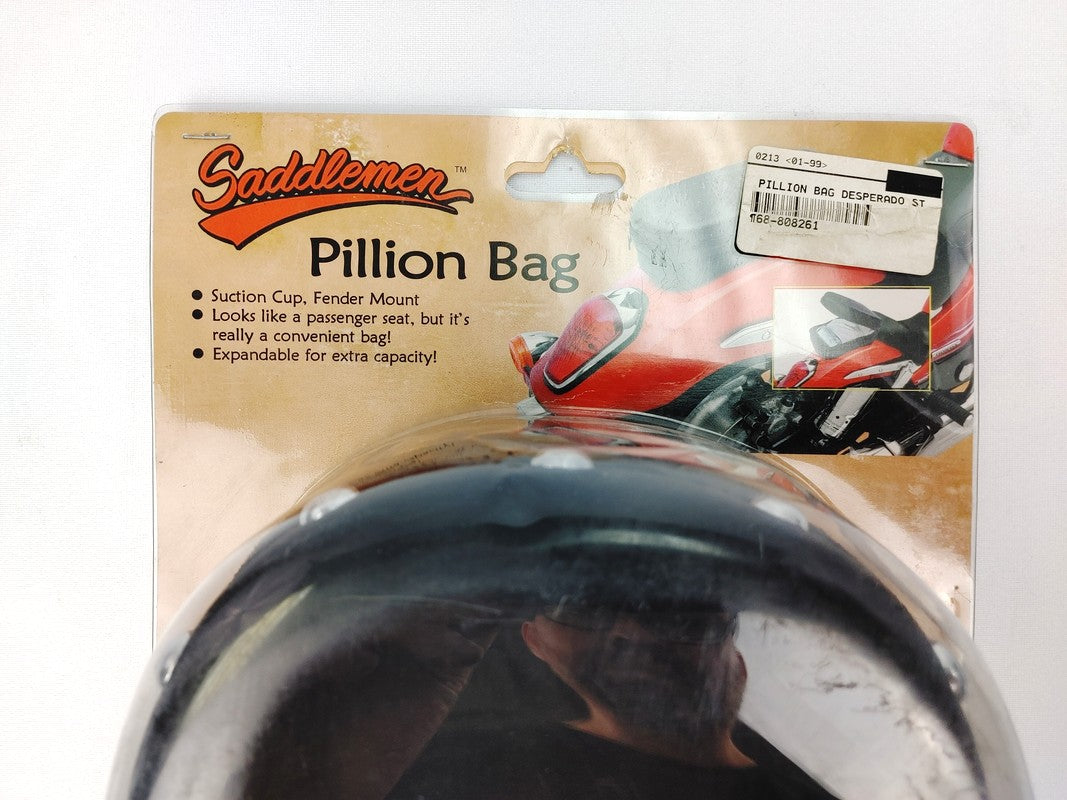 Saddlemen™
Pillion Bag
● Suction Cup, Fender Mount
● Looks like a passenger seat, but it's
really a convenient bag!
● Expandable for extra capacity!
0213 <01-99>
PILLION BAG DESPERADO ST
68-808261